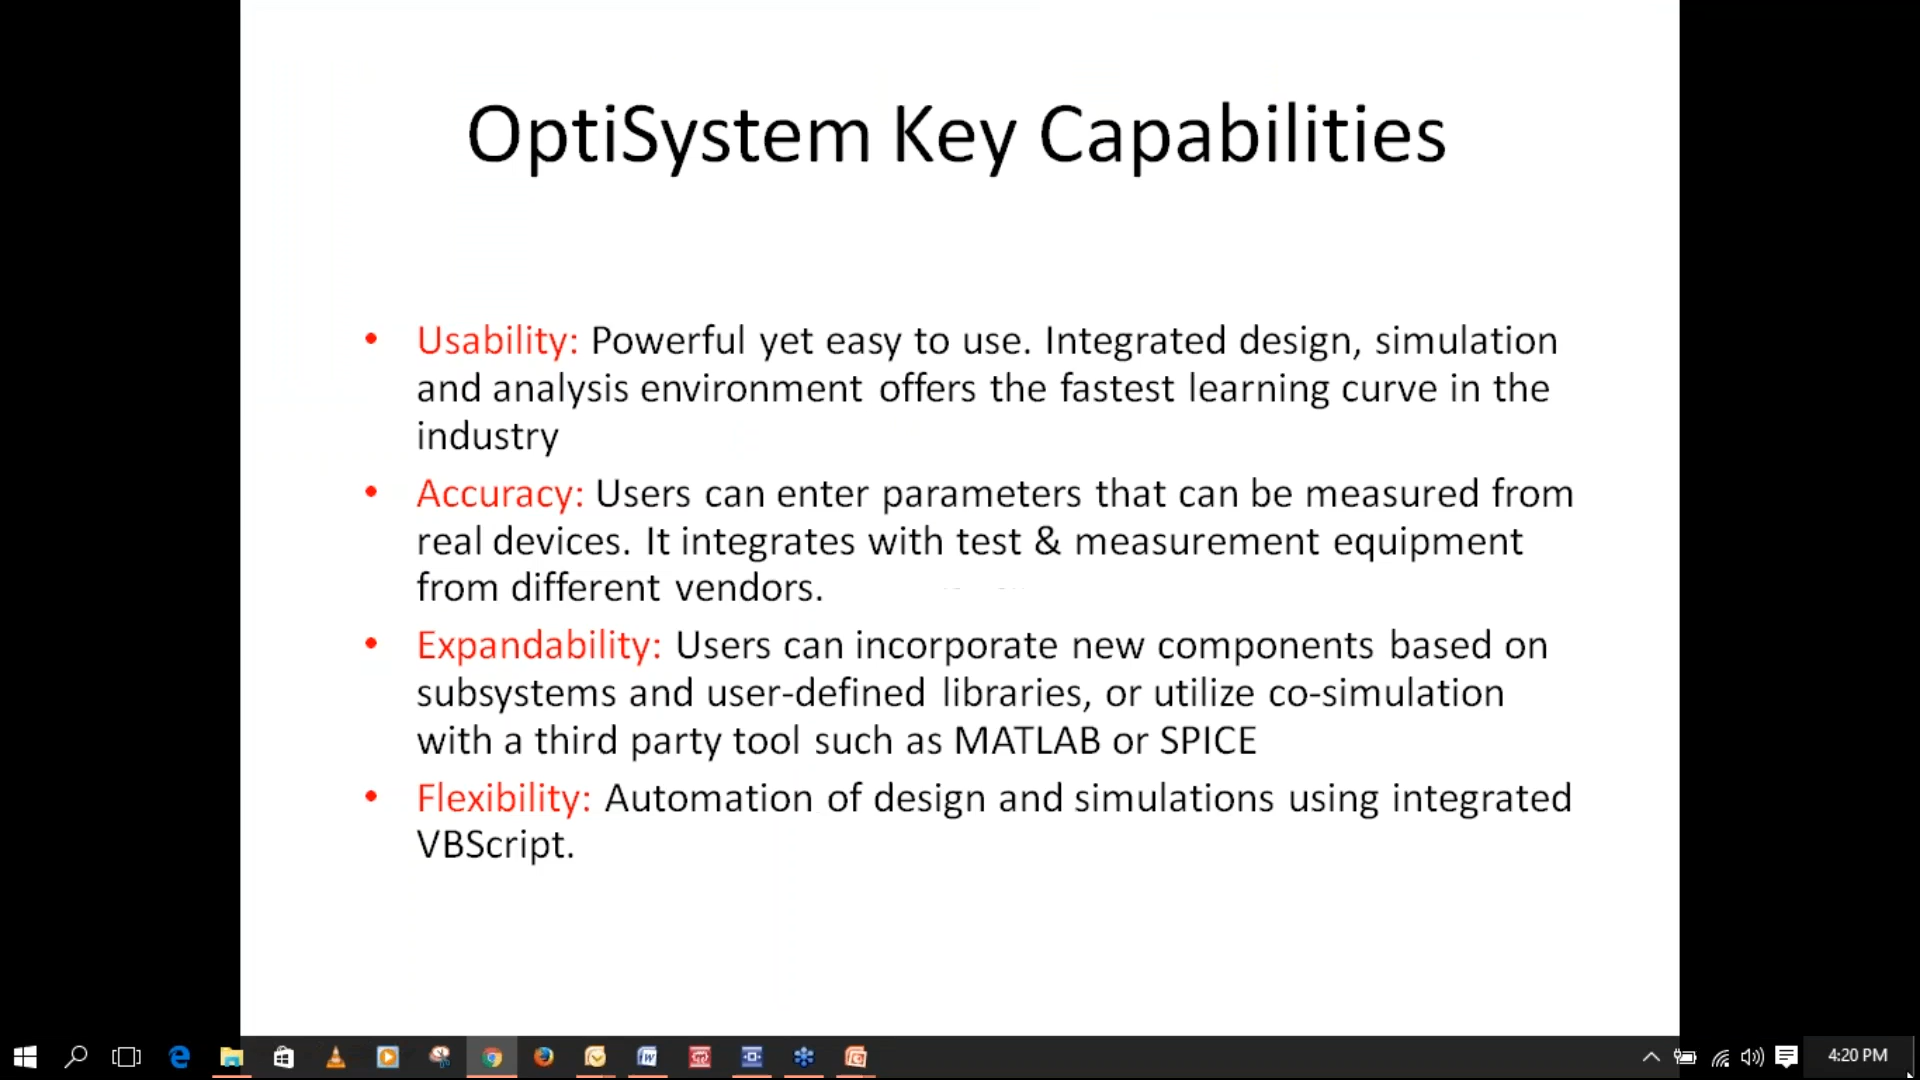 OptiSystem Key Capabilities
• Usability: Powerful yet easy to use. Integrated design, simulation
and analysis environment offers the fastest learning curve in the
industry
• Accuracy: Users can enter parameters that can be measured from
real devices. It integrates with test & measurement equipment
from different vendors.
• Expandability: Users can incorporate new components based on
subsystems and user-defined libraries, or utilize co-simulation
with a third party tool such as MATLAB or SPICE
• Flexibility: Automation of design and simulations using integrated
VBScript.
4:20 PM